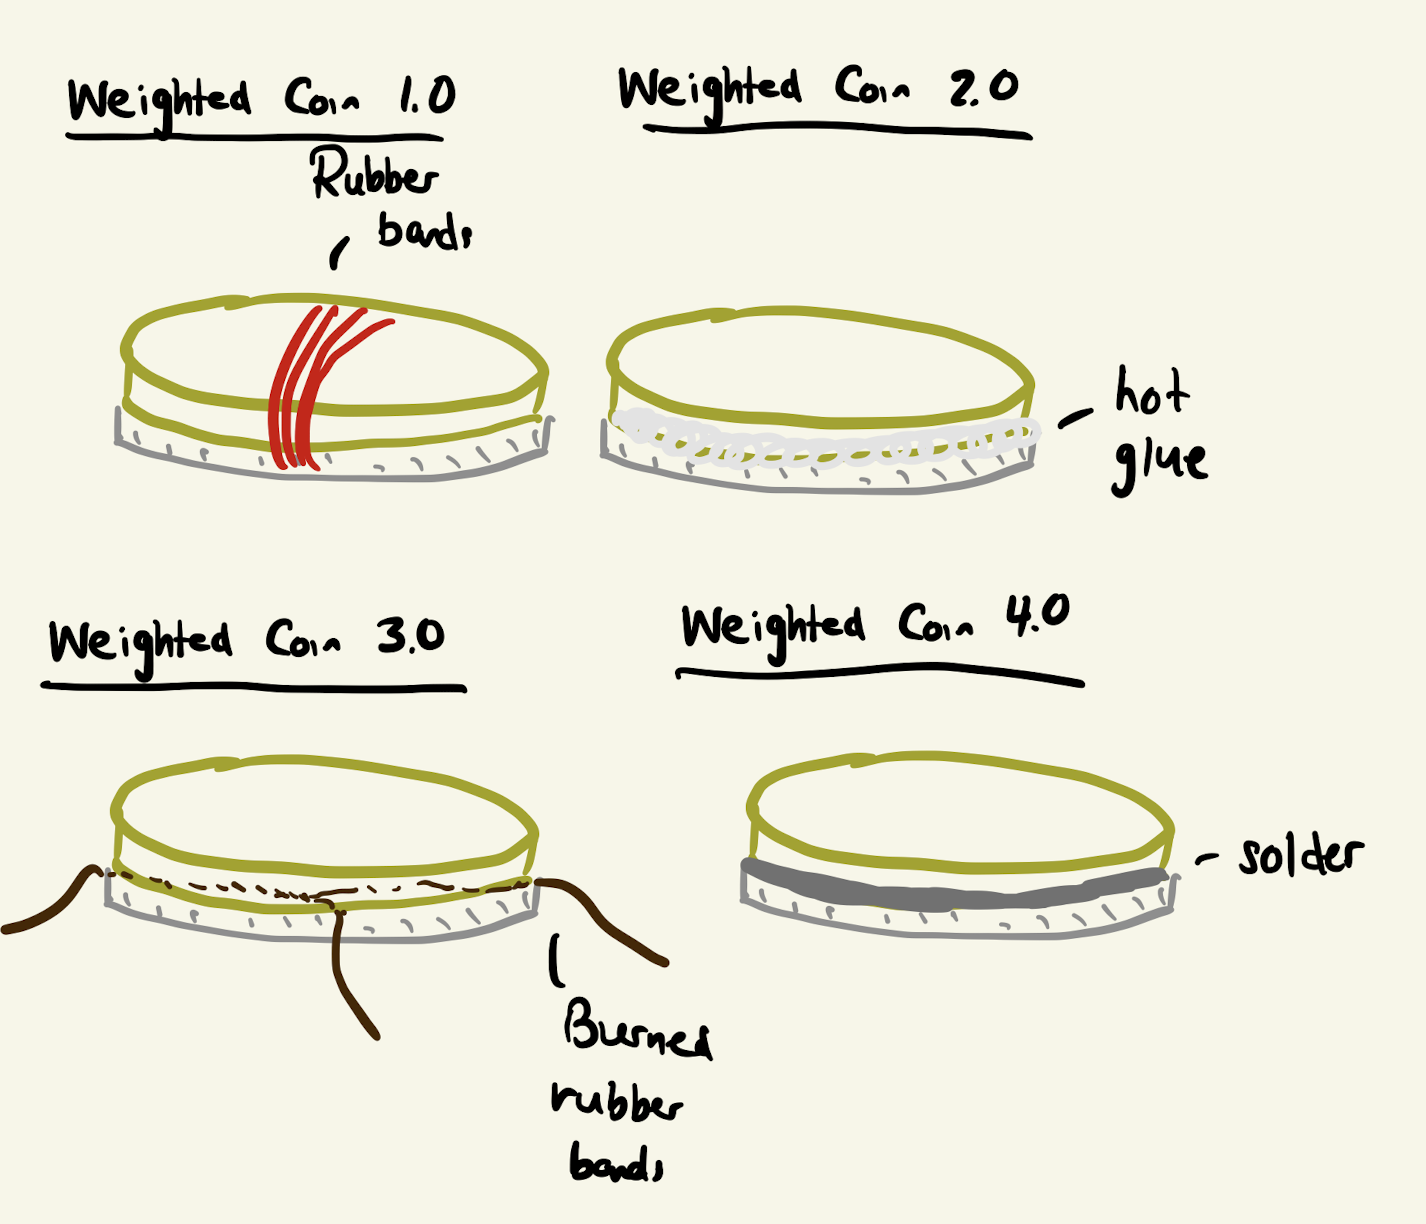 Weighted Coin 1.0
Rubber
bands
Weighted Coin 2.0
hot
glue
Weighted Coin 3.0
Burned
rubber
bands
Weighted Coin 4.0
solder